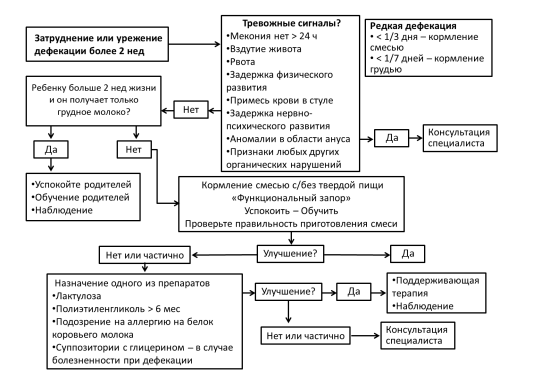 Затруднение или урежение
дефекации более 2 нед
Тревожные сигналы?
•Мекония нет > 24 ч
•Вздутие живота
•Рвота
•Задержка физического
развития
•Примесь крови в стуле
•Задержка нервно-
психического развития
•Аномалии в области ануса
•Признаки любых других
органических нарушений
Редкая дефекация
• < 1/3 дня – кормление
смесью
• < 1/7 дней – кормление
грудью
Ребенку больше 2 нед жизни
и он получает только
грудное молоко?
Нет
Да
Консультация
специалиста
Да
Нет
•Успокойте родителей
•Обучение родителей
•Наблюдение
Кормление смесью с/без твердой пищи
«Функциональный запор»
Успокоить – Обучить
Проверьте правильность приготовления смеси
Нет или частично
Улучшение?
Да
Назначение одного из препаратов
•Лактулоза
•Полиэтиленгликоль > 6 мес
•Подозрение на аллергию на белок
коровьего молока
•Суппозитории с глицерином – в случае
болезненности при дефекации
Улучшение?
Да
•Поддерживающая
терапия
•Наблюдение
Нет или частично
Консультация
специалиста